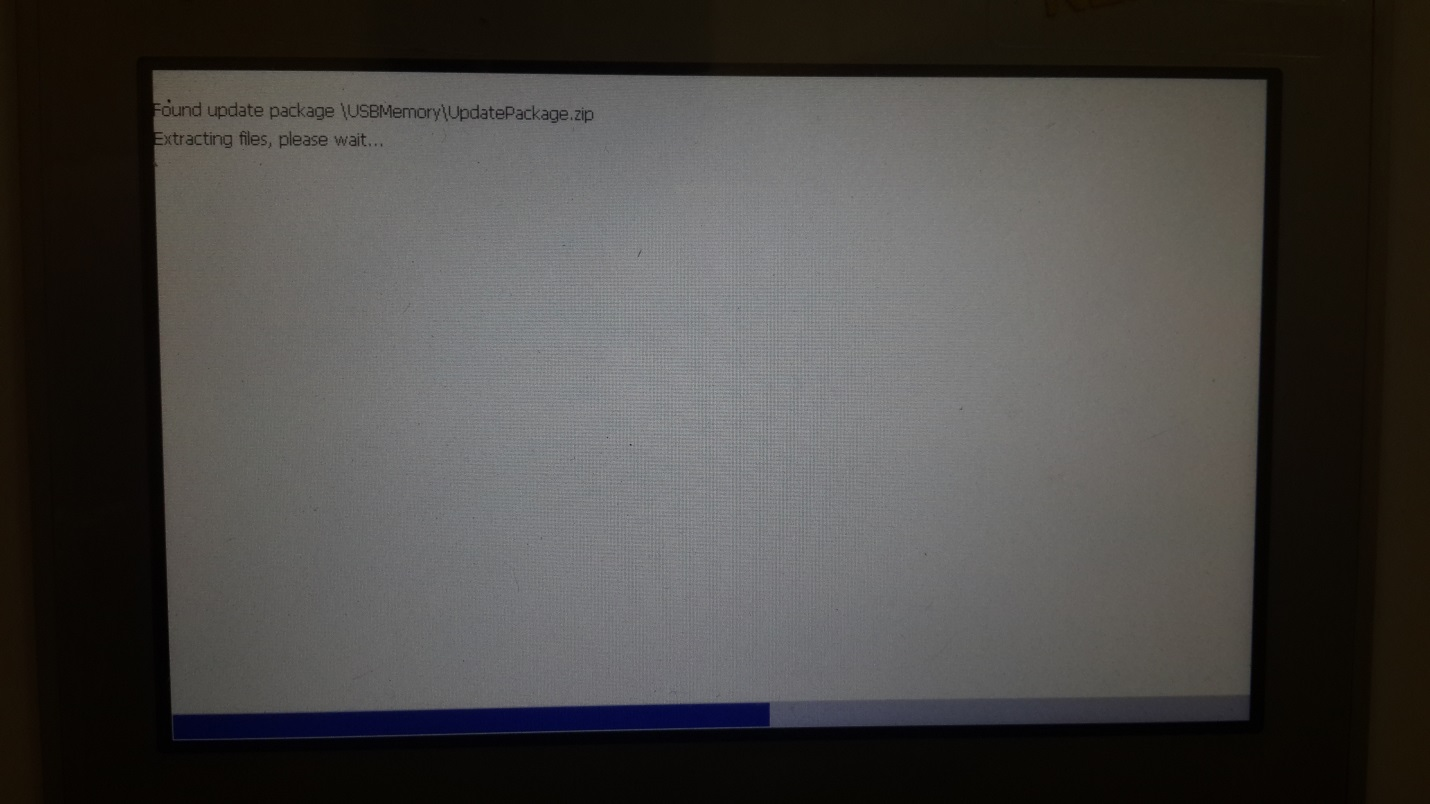 Found update package \USBMemory\UpdatePackage.zip
Extracting files, please wait...